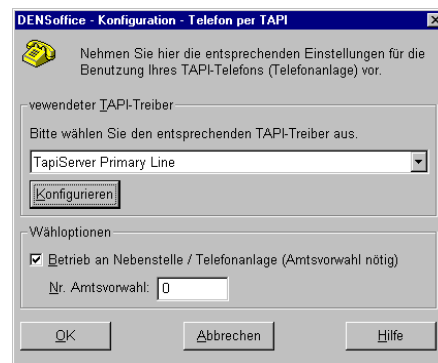 DENSoffice - Konfiguration - Telefon per TAPI
Nehmen Sie hier die entsprechenden Einstellungen für die
Benutzung Ihres TAPI-Telefons (Telefonanlage) vor.
vewendeter TAPI-Treiber
Bitte wählen Sie den entsprechenden TAPI-Treiber aus.
TapiServer Primary Line
Konfigurieren
Wähloptionen
Betrieb an Nebenstelle / Telefonanlage (Amtsvorwahl nötig)
Nr. Amtsvorwahl: 0
OK Abbrechen Hilfe